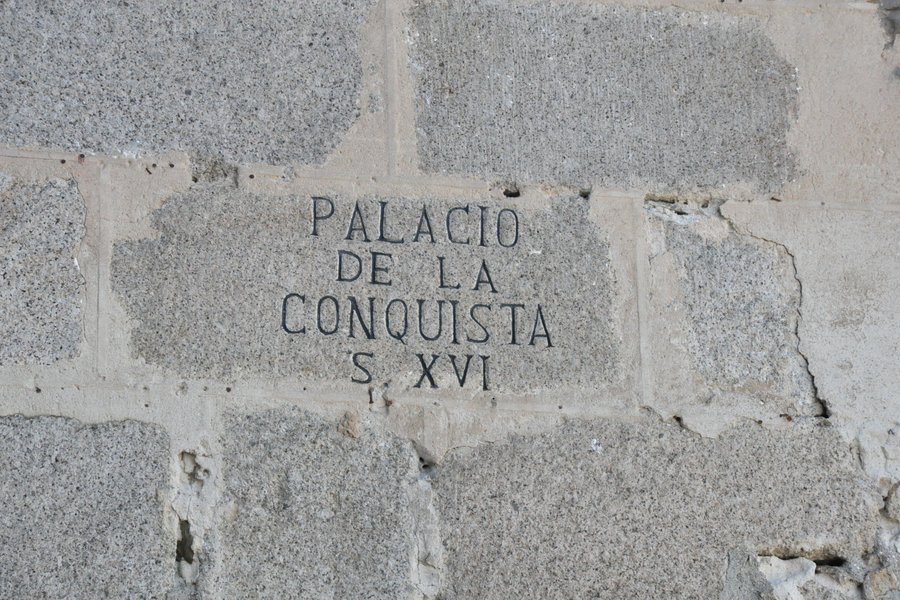 PALACIO
DE LA
CONQUISTA
S XVI